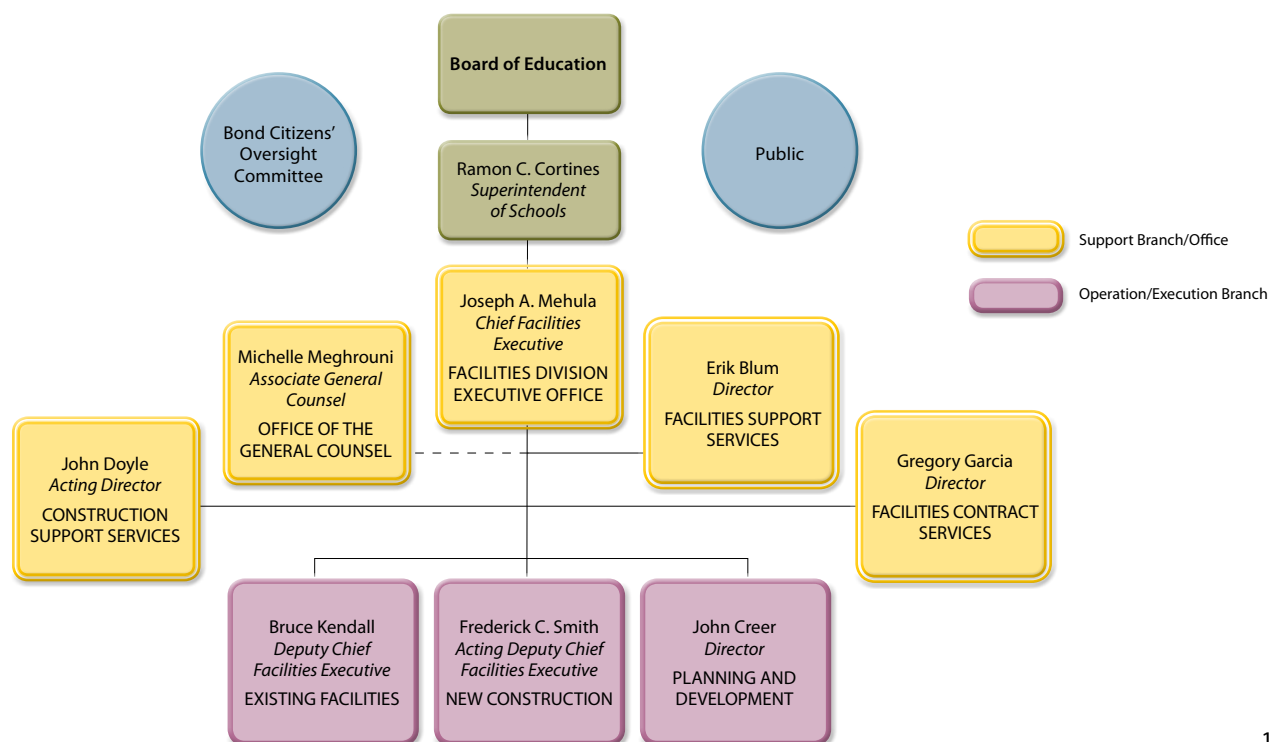 Board of Education
Bond Citizens'
Oversight
Committee
Public
Ramon C. Cortines
Superintendent
of Schools
Support Branch/Office
Operation/Execution Branch
Joseph A. Mehula
Chief Facilities
Executive
FACILITIES DIVISION
EXECUTIVE OFFICE
Michelle Meghrouni
Associate General
Counsel
OFFICE OF THE
GENERAL COUNSEL
Erik Blum
Director
FACILITIES SUPPORT
SERVICES
John Doyle
Acting Director
CONSTRUCTION
SUPPORT SERVICES
Gregory Garcia
Director
FACILITIES CONTRACT
SERVICES
Bruce Kendall
Deputy Chief
Facilities Executive
EXISTING FACILITIES
Frederick C. Smith
Acting Deputy Chief
Facilities Executive
NEW CONSTRUCTION
John Creer
Director
PLANNING AND
DEVELOPMENT
1